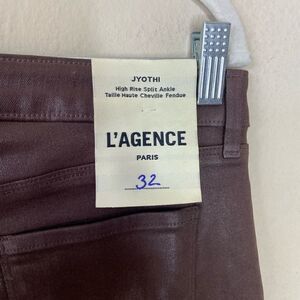 JYOTHI
High Rise Split Ankle
Taille Haute Cheville Fendue
L'AGENCE
PARIS
32